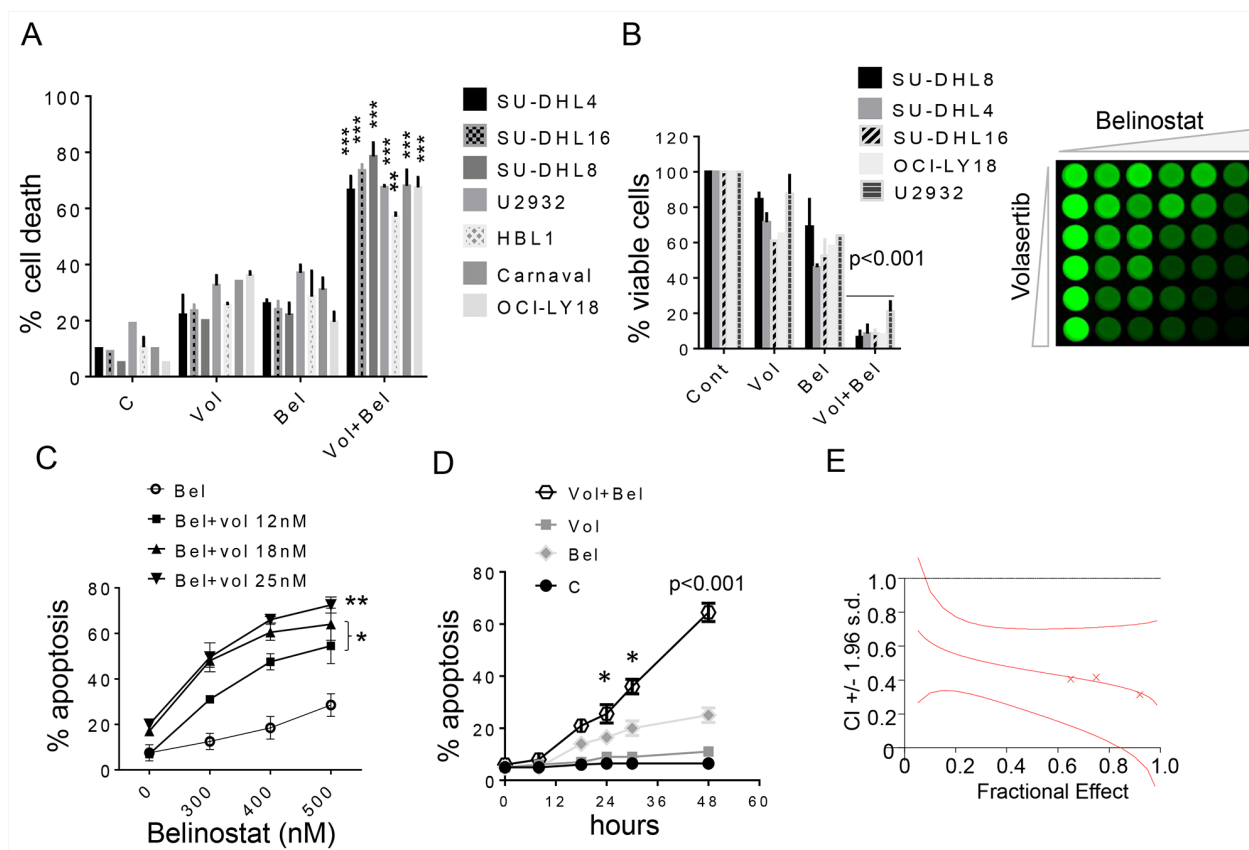 A
% cell death
100
80
60
40
20
0
***
***
***
***
**
***
***
C
Vol
Bel
Vol+Bel
SU-DHL4
SU-DHL16
SU-DHL8
U2932
HBL1
Carnaval
OCI-LY18
B
SU-DHL8
SU-DHL4
SU-DHL16
OCI-LY18
U2932
% viable cells
120
100
80
60
40
20
0
p<0.001
Cont
Vol
Bel
Vol+Bel
Belinostat
Volasertib
C
Bel
Bel+vol 12nM
Bel+vol 18nM
Bel+vol 25nM
% apoptosis
80
60
40
20
0
**
*
0
300
400
500
Belinostat (nM)
D
Vol+Bel
Vol
Bel
C
% apoptosis
80
60
40
20
0
*
*
p<0.001
0 12 24 36 48 60
hours
E
CI +/- 1.96 s.d.
1.0
0.8
0.6
0.4
0.2
0
0 0.2 0.4 0.6 0.8 1.0
Fractional Effect